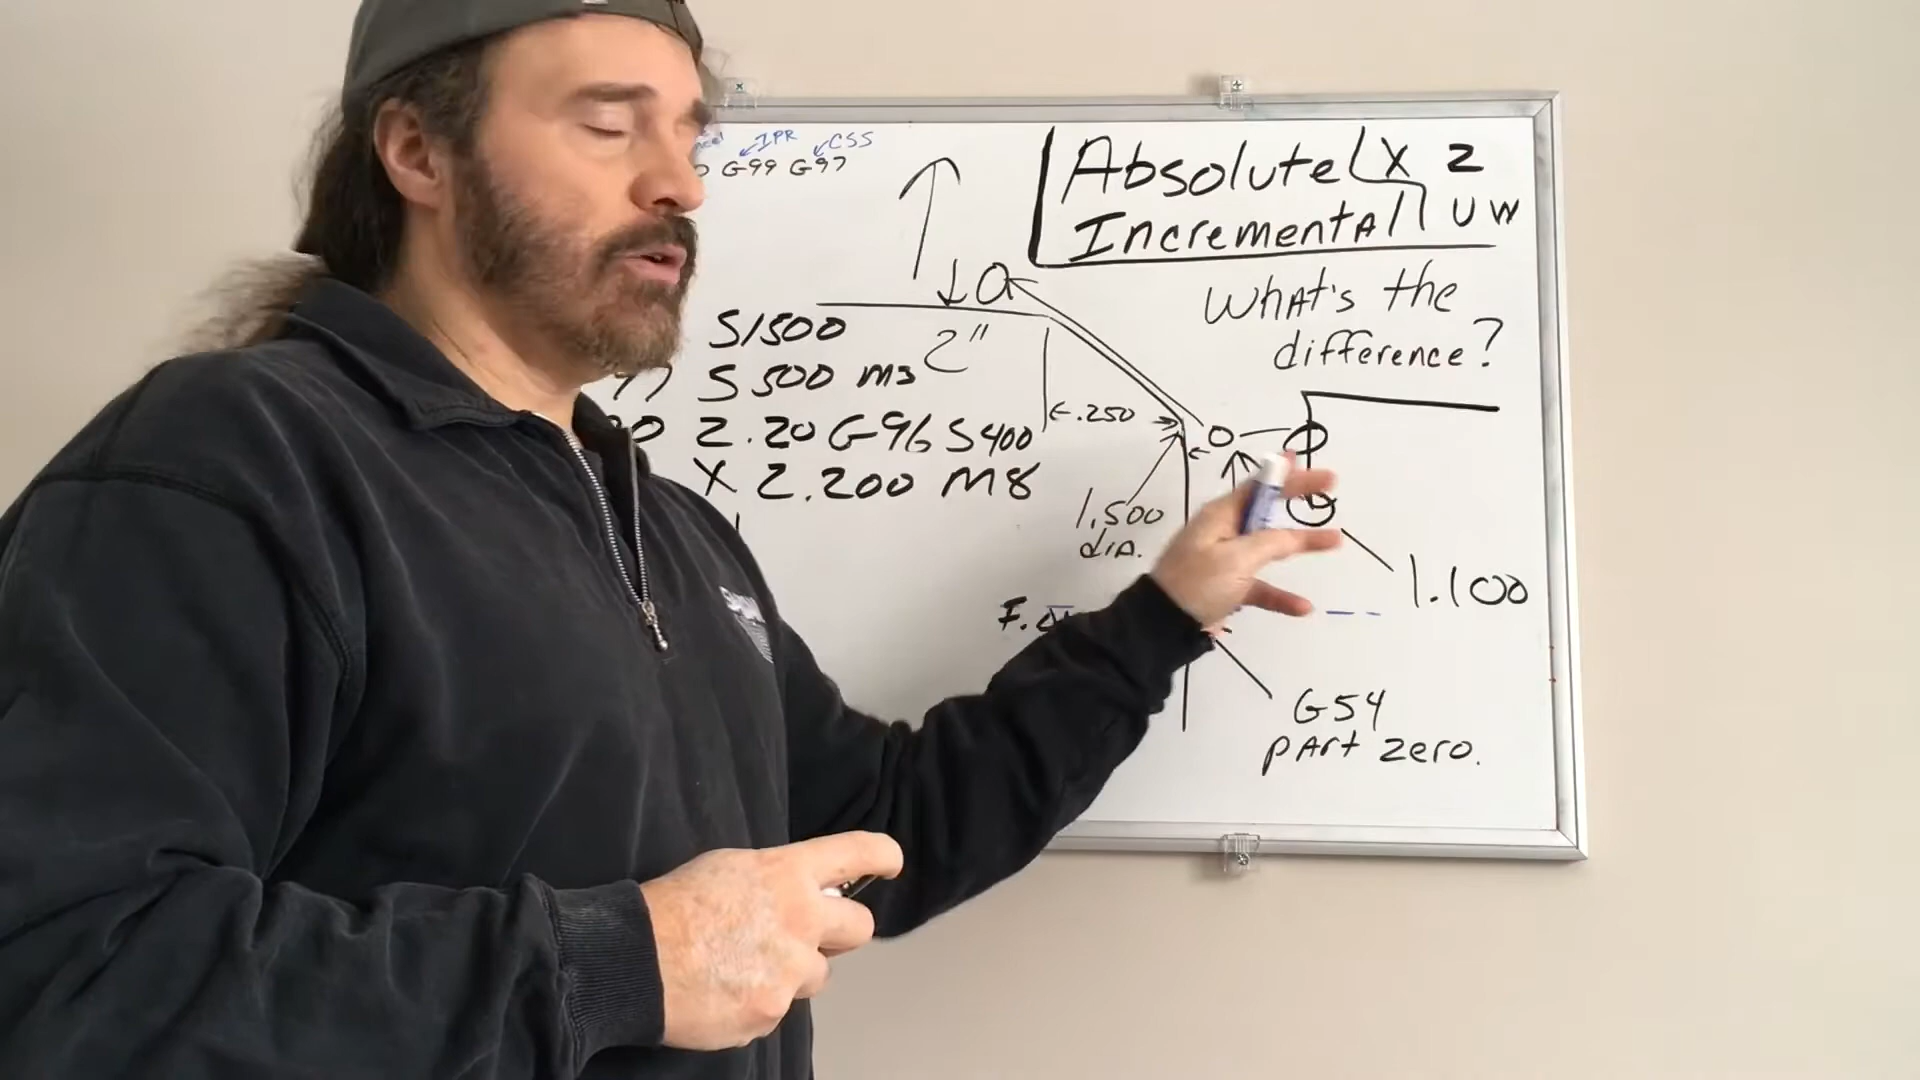 IPR CSS
G99 G97
Absolute X Z
Incremental U W
What's the
difference?
S1500
2"
S500 M3
Z.20 G96 S400
X 2.200 M8
.250
1.500
dia.
1.100
G54
part zero.